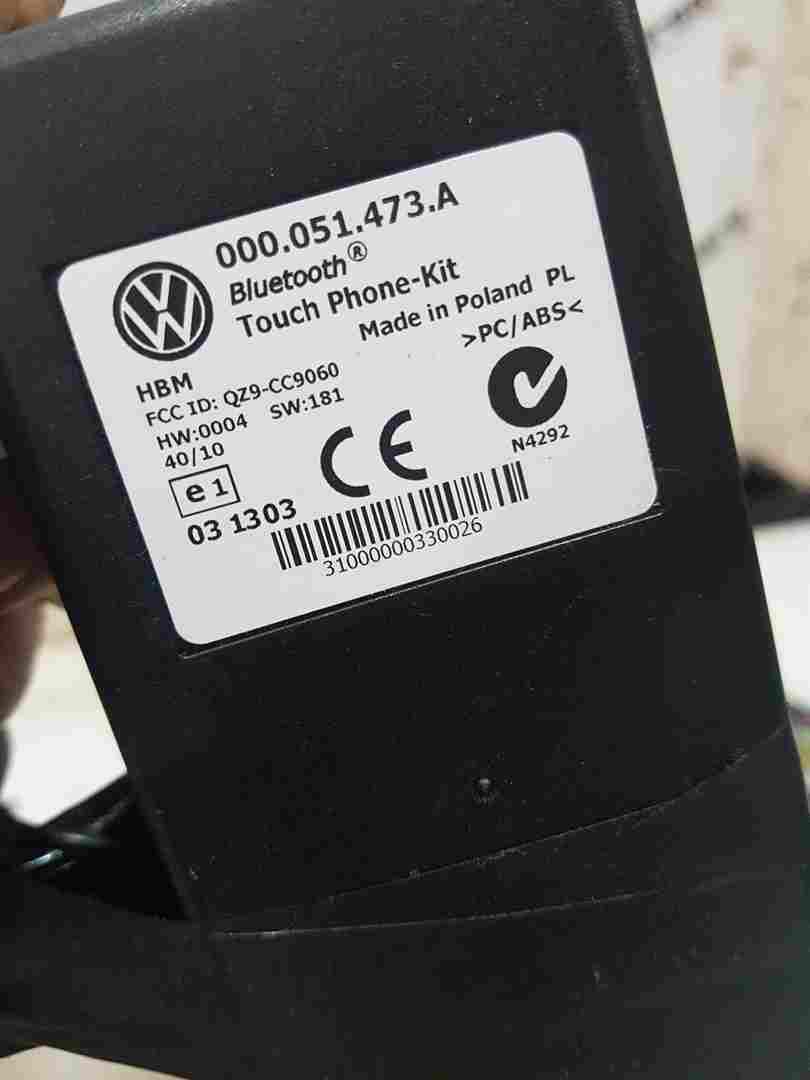 000.051.473.A
Bluetooth®
Touch Phone-Kit
Made in Poland PL
>PC/ABS<
HBM
FCC ID: QZ9-CC9060
HW:0004 SW:181
40/10
e1
03 1303
CE
N4292
31000000330026